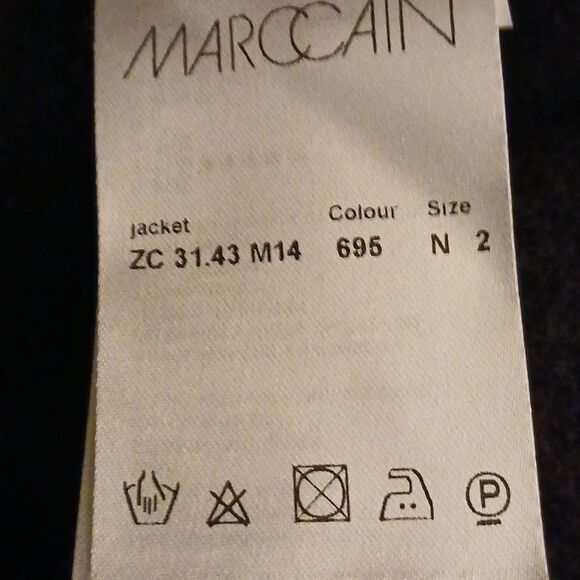 MARCCAIN
Colour Size
jacket
ZC 31.43 M14 695 N 2
P